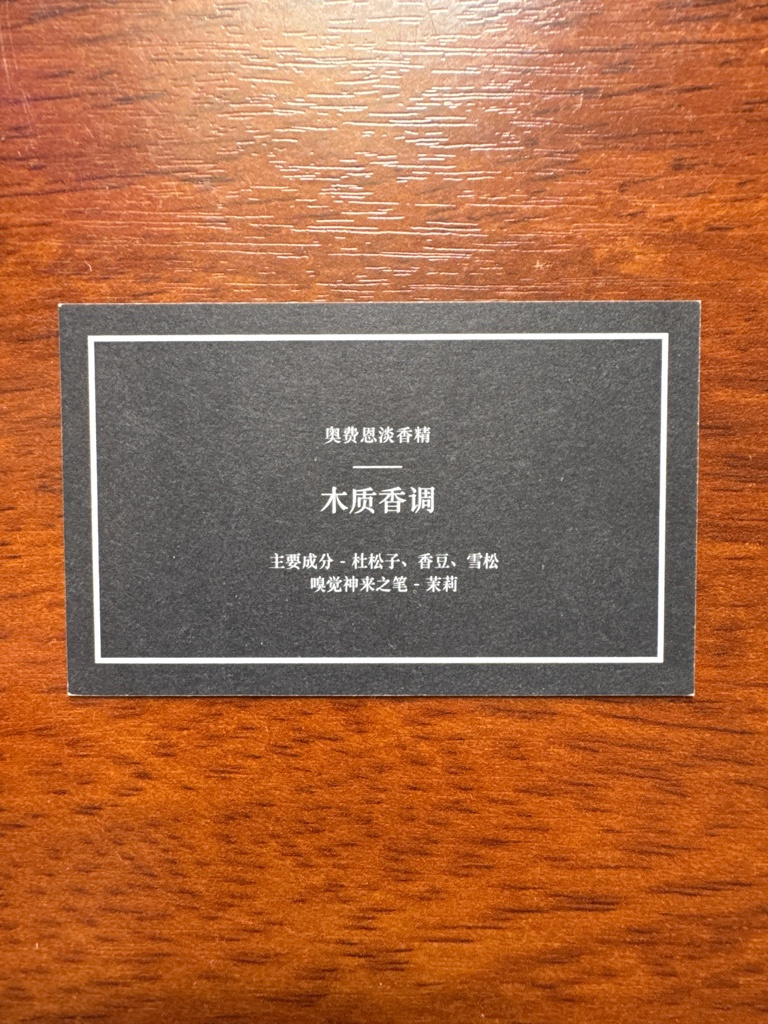 奥费恩淡香精
木质香调
主要成分 - 杜松子、香豆、雪松
嗅觉神来之笔 - 茉莉